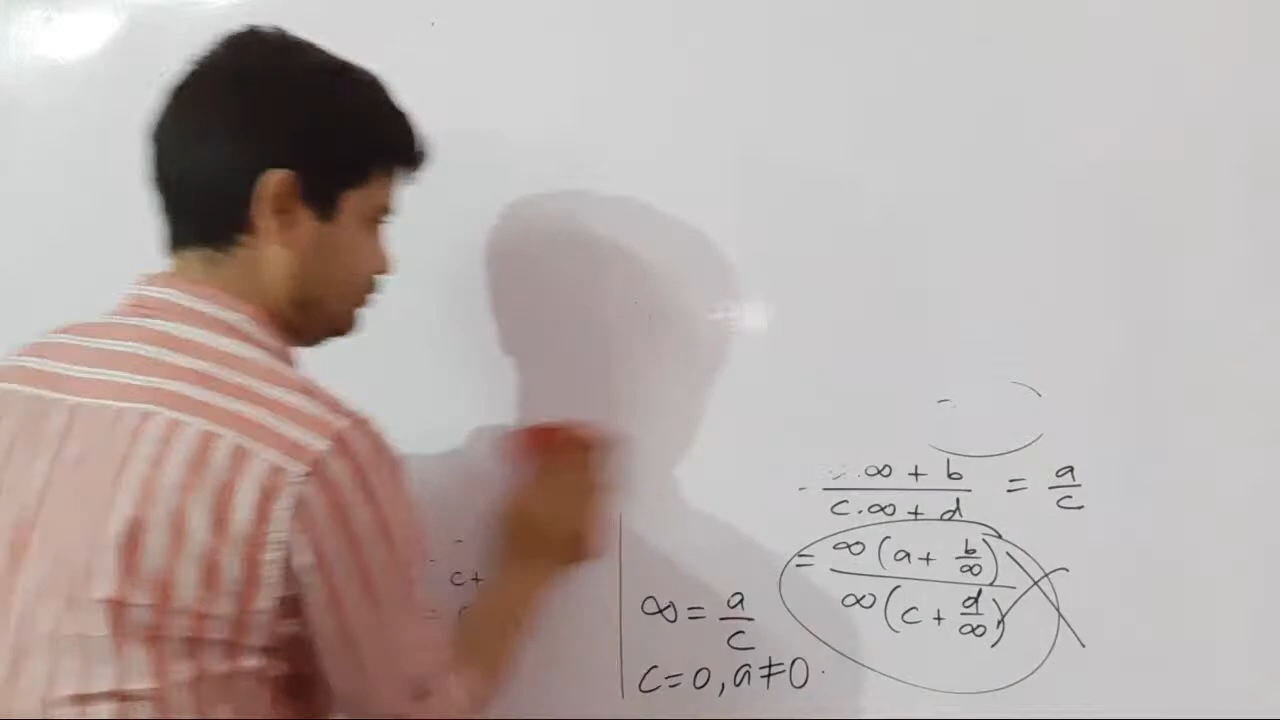 ∞ + b / c.∞ + d = a/c
= ∞(a + b/∞) / ∞(c + d/∞)
c+
∞ = a/c
c=0, a≠0.